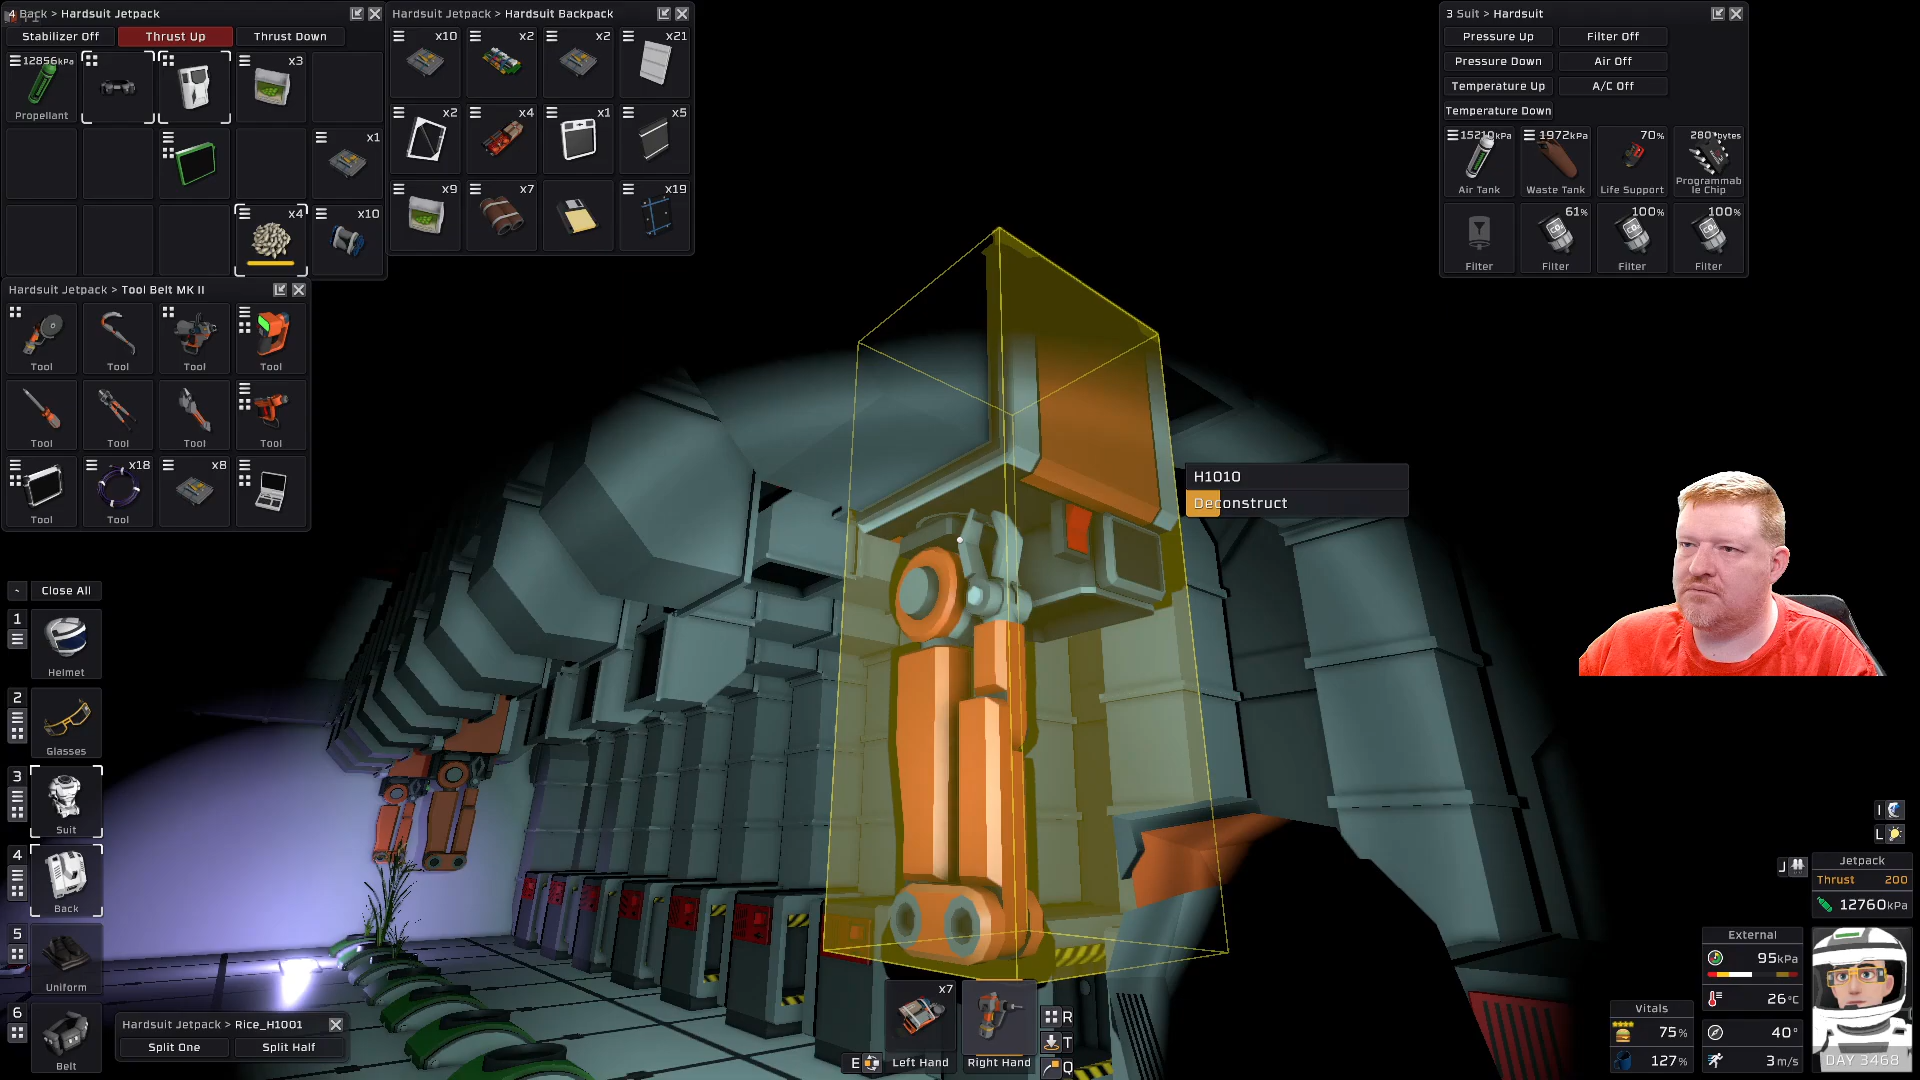 4 Back > Hardsuit Jetpack
Stabilizer Off
Thrust Up
Thrust Down
12856kPa
Propellant
x3
x1
x4
x10
Hardsuit Jetpack > Hardsuit Backpack
x10
x2
x2
x21
x2
x4
x1
x5
x9
x7
x19
Hardsuit Jetpack > Tool Belt MK II
Tool
Tool
Tool
Tool
Tool
Tool
Tool
Tool
Tool
x18
Tool
x8
3 Suit > Hardsuit
Pressure Up
Filter Off
Pressure Down
Air Off
Temperature Up
A/C Off
Temperature Down
15210kPa
Air Tank
1972kPa
Waste Tank
70%
Life Support
Programmab
le Chip
Filter
61%
Filter
100%
Filter
100%
Filter
H1010
Deconstruct
~
Close All
1
Helmet
2
Glasses
3
Suit
4
Back
5
Uniform
6
Belt
Hardsuit Jetpack > Rice_H1001
Split One
Split Half
x7
Left Hand
Right Hand
E
R
T
Q
I
L
J
Jetpack
Thrust 200
12760kPa
External
95kPa
26°C
40°
3m/s
Vitals
75%
127%
DAY 3468